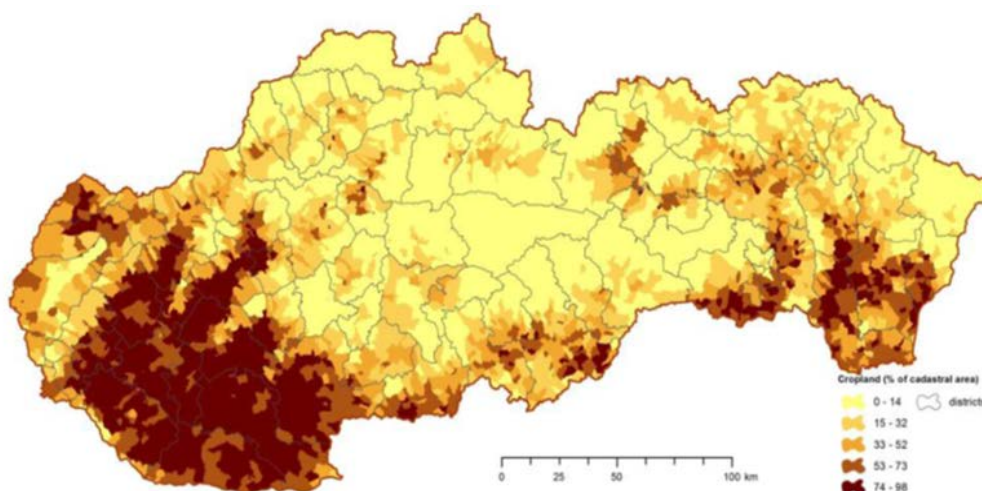 Cropland (% of cadastral area)
0 - 14 districts
15 - 32
33 - 52
53 - 73
74 - 98
0 25 50 100 km